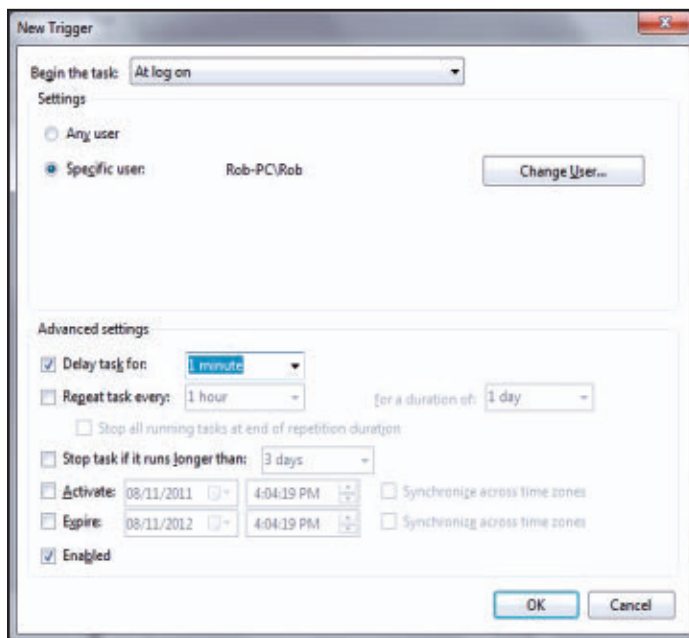 New Trigger
Begin the task: At log on
Settings
Any user
Specific user: Rob-PC\Rob Change User...
Advanced settings
Delay task for: 1 minute
Repeat task every: 1 hour for a duration of: 1 day
Stop all running tasks at end of repetition duration
Stop task if it runs longer than: 3 days
Activate: 08/11/2011 4:04:19 PM Synchronize across time zones
Expire: 08/11/2012 4:04:19 PM Synchronize across time zones
Enabled
OK Cancel